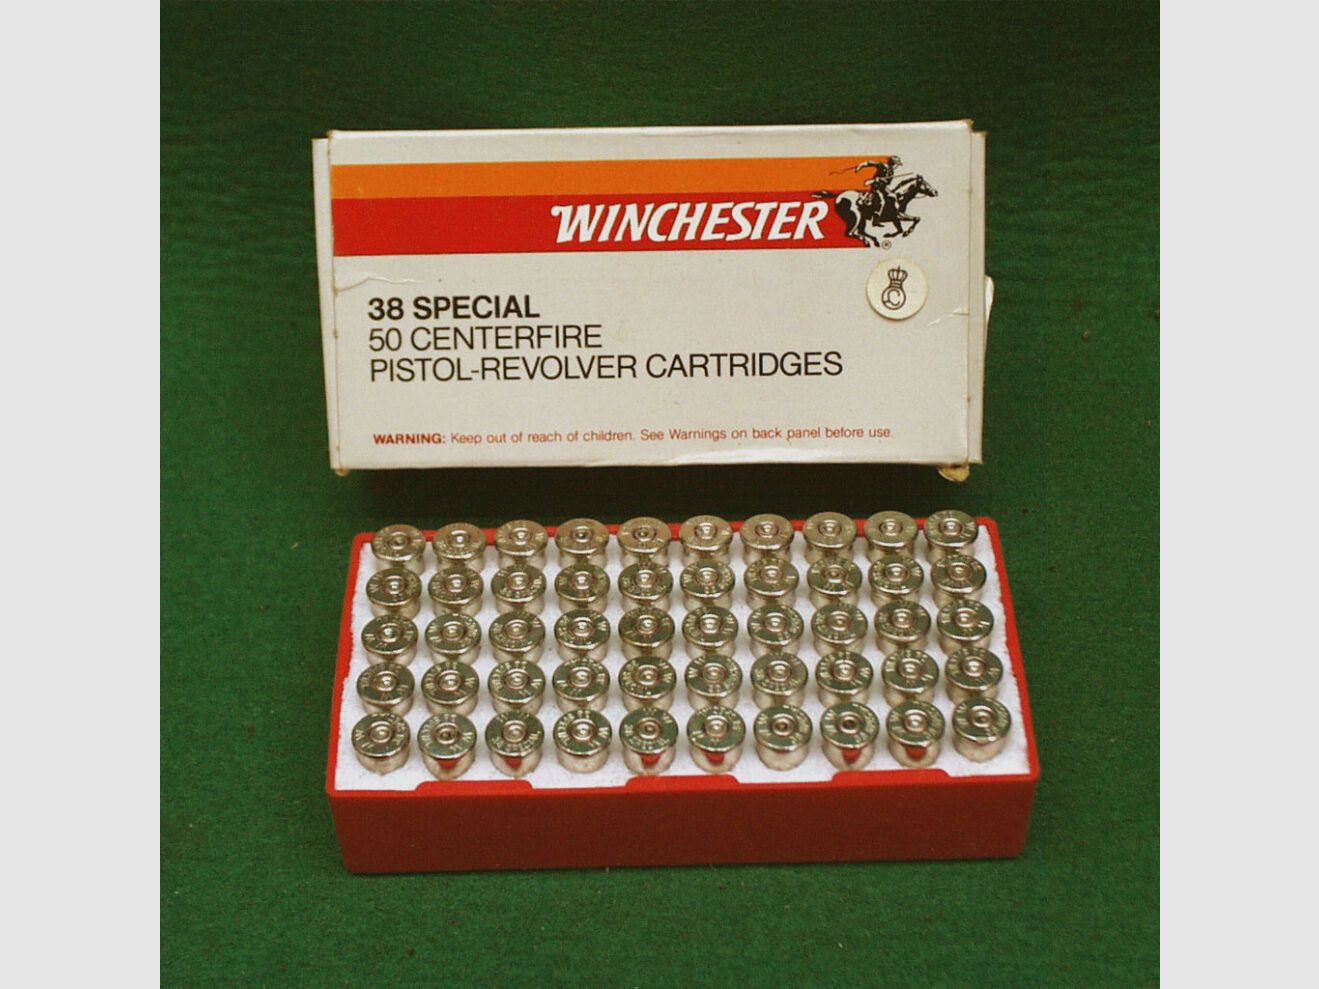 WINCHESTER
®
38 SPECIAL
50 CENTERFIRE
PISTOL-REVOLVER CARTRIDGES
WARNING: Keep out of reach of children. See Warnings on back panel before use.